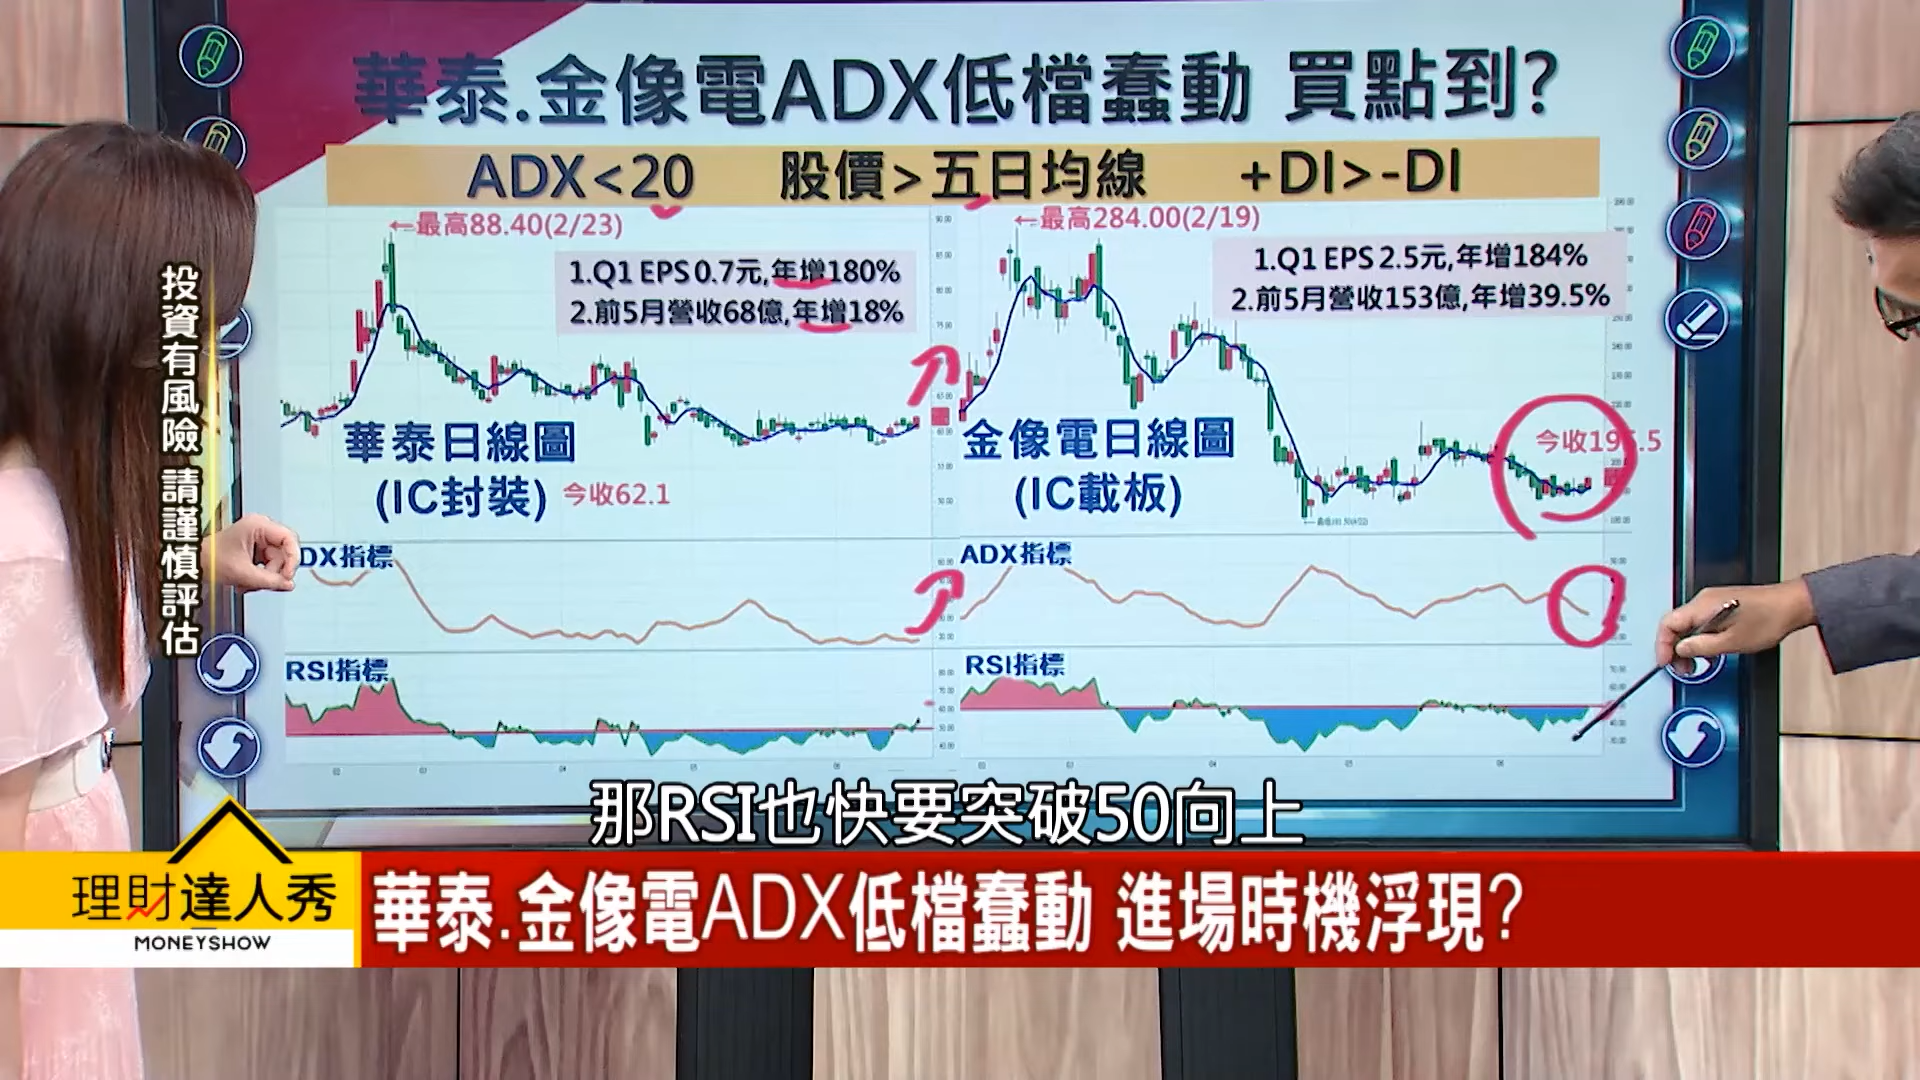 華泰.金像電ADX低檔蠢動 買點到?
ADX<20 股價>五日均線 +DI>-DI
←最高88.40(2/23)
1.Q1 EPS 0.7元,年增180%
2.前5月營收68億,年增18%
華泰日線圖
(IC封裝)
今收62.1
←最高284.00(2/19)
1.Q1 EPS 2.5元,年增184%
2.前5月營收153億,年增39.5%
金像電日線圖
(IC載板)
DX指標
RSI指標
ADX指標
RSI指標
投資有風險 請謹慎評估
那RSI也快要突破50向上
理財達人秀
MONEYSHOW
華泰.金像電ADX低檔蠢動 進場時機浮現?